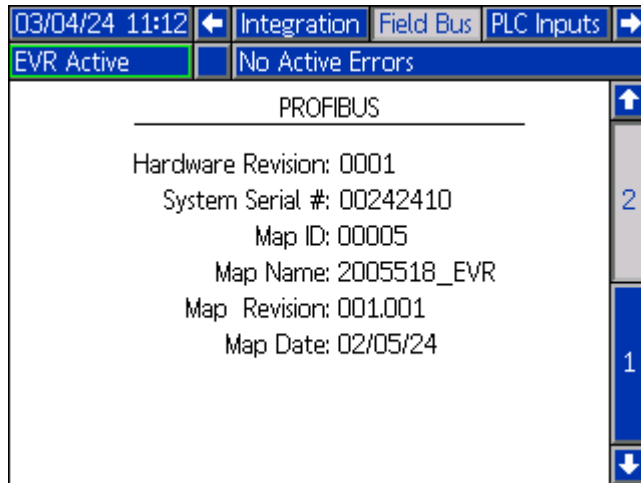 03/04/24 11:12 Integration Field Bus PLC Inputs
EVR Active No Active Errors
PROFIBUS
Hardware Revision: 0001
System Serial #: 00242410
2
Map ID: 00005
Map Name: 2005518_EVR
Map Revision: 001.001
Map Date: 02/05/24
1